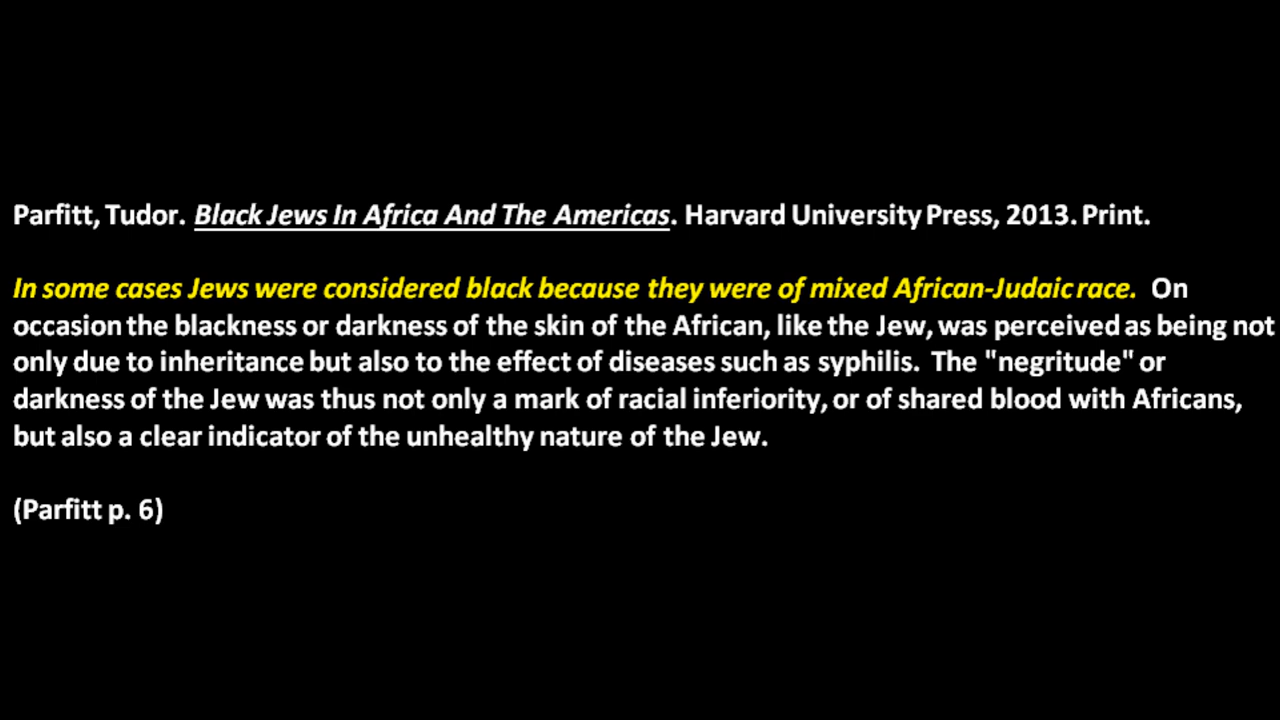 Parfitt, Tudor. Black Jews In Africa And The Americas. Harvard University Press, 2013. Print.
In some cases Jews were considered black because they were of mixed African-Judaic race. On
occasion the blackness or darkness of the skin of the African, like the Jew, was perceived as being not
only due to inheritance but also to the effect of diseases such as syphilis. The "negritude" or
darkness of the Jew was thus not only a mark of racial inferiority, or of shared blood with Africans,
but also a clear indicator of the unhealthy nature of the Jew.
(Parfitt p. 6)